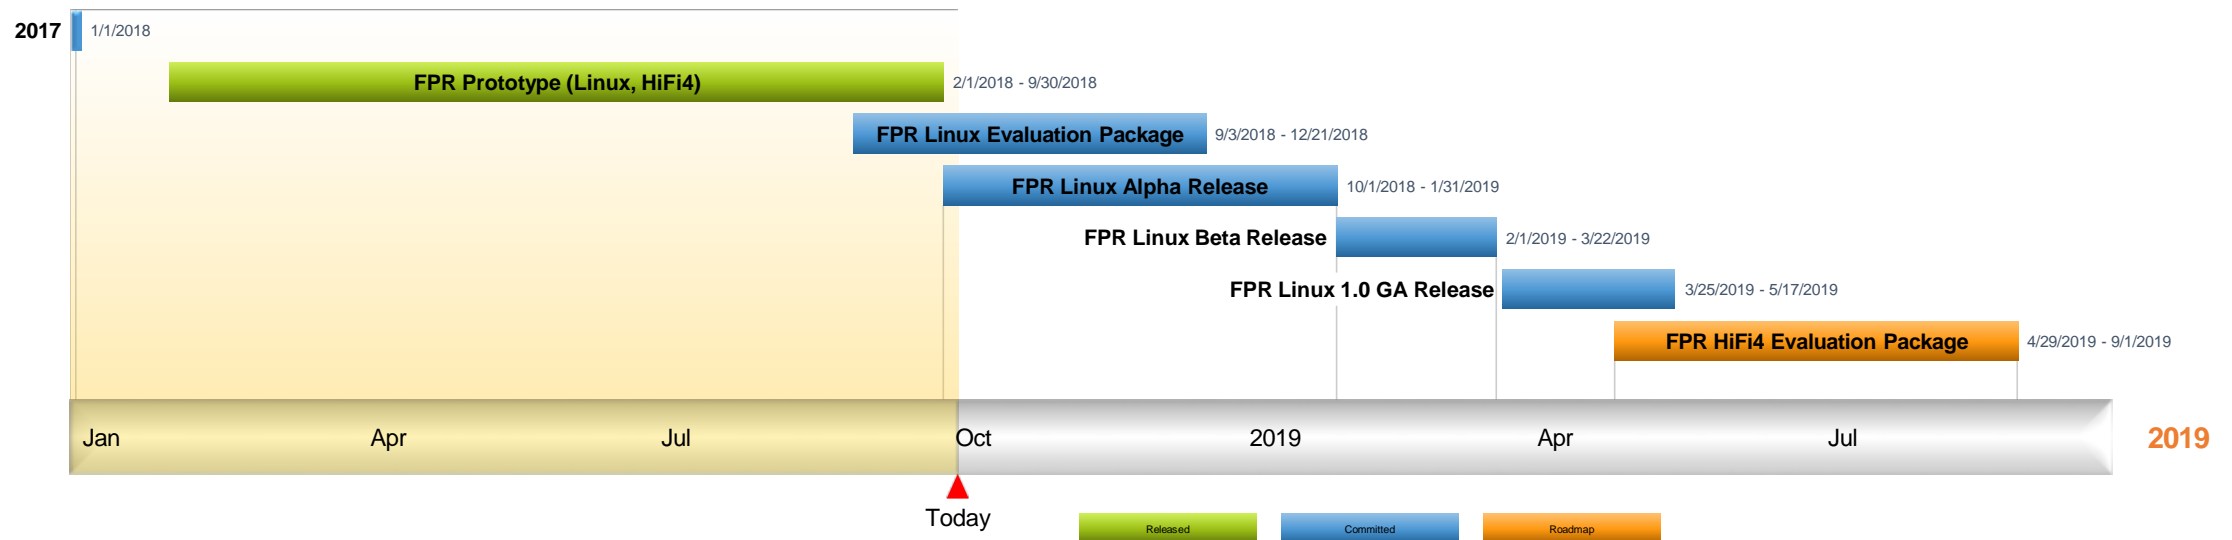 2017 1/1/2018
FPR Prototype (Linux, HiFi4) 2/1/2018 - 9/30/2018
FPR Linux Evaluation Package 9/3/2018 - 12/21/2018
FPR Linux Alpha Release 10/1/2018 - 1/31/2019
FPR Linux Beta Release 2/1/2019 - 3/22/2019
FPR Linux 1.0 GA Release 3/25/2019 - 5/17/2019
FPR HiFi4 Evaluation Package 4/29/2019 - 9/1/2019
Jan Apr Jul Oct 2019 Apr Jul 2019
Today
Released Committed Roadmap